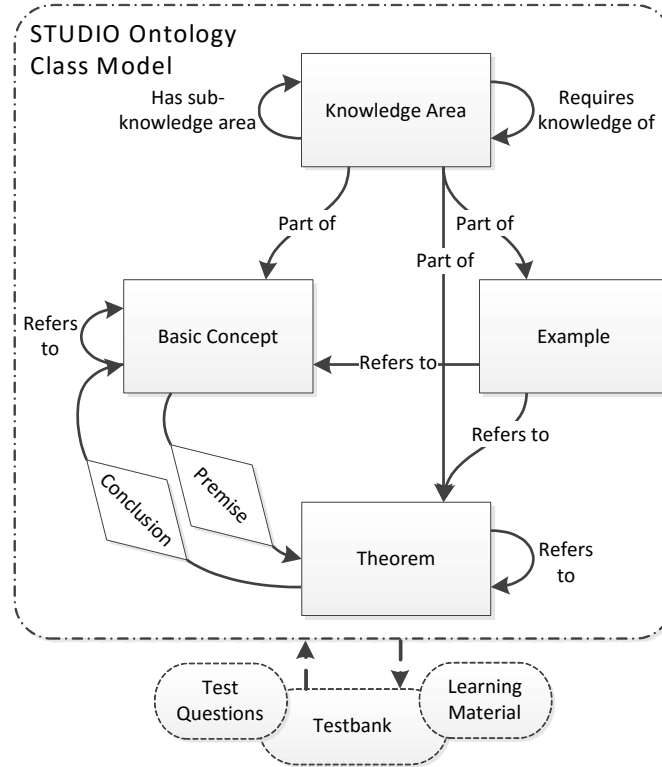 STUDIO Ontology
Class Model
Has sub-
knowledge area
Knowledge Area
Requires
knowledge of
Part of
Part of
Part of
Refers
to
Basic Concept
Example
Refers to
Refers to
Conclusion
Premise
Theorem
Refers
to
Test
Questions
Testbank
Learning
Material